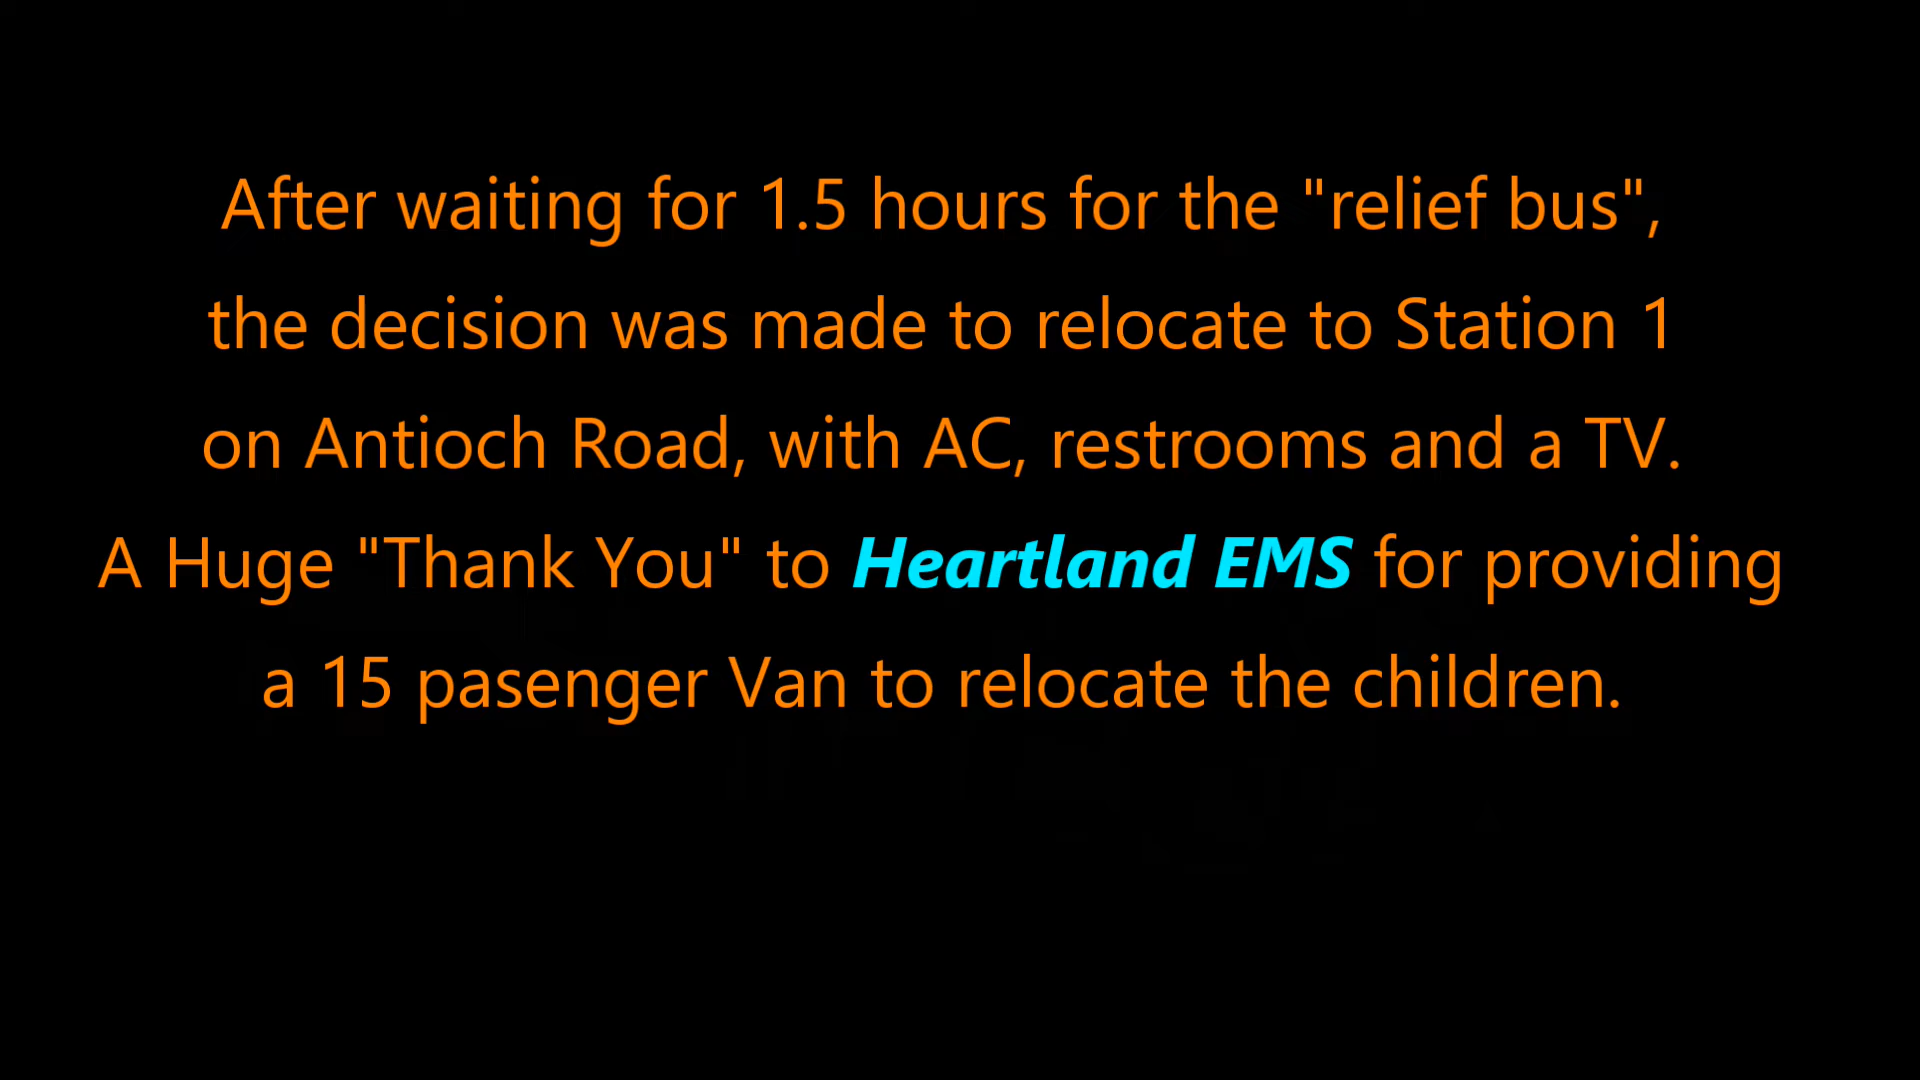 After waiting for 1.5 hours for the "relief bus",
the decision was made to relocate to Station 1
on Antioch Road, with AC, restrooms and a TV.
A Huge "Thank You" to Heartland EMS for providing
a 15 pasenger Van to relocate the children.